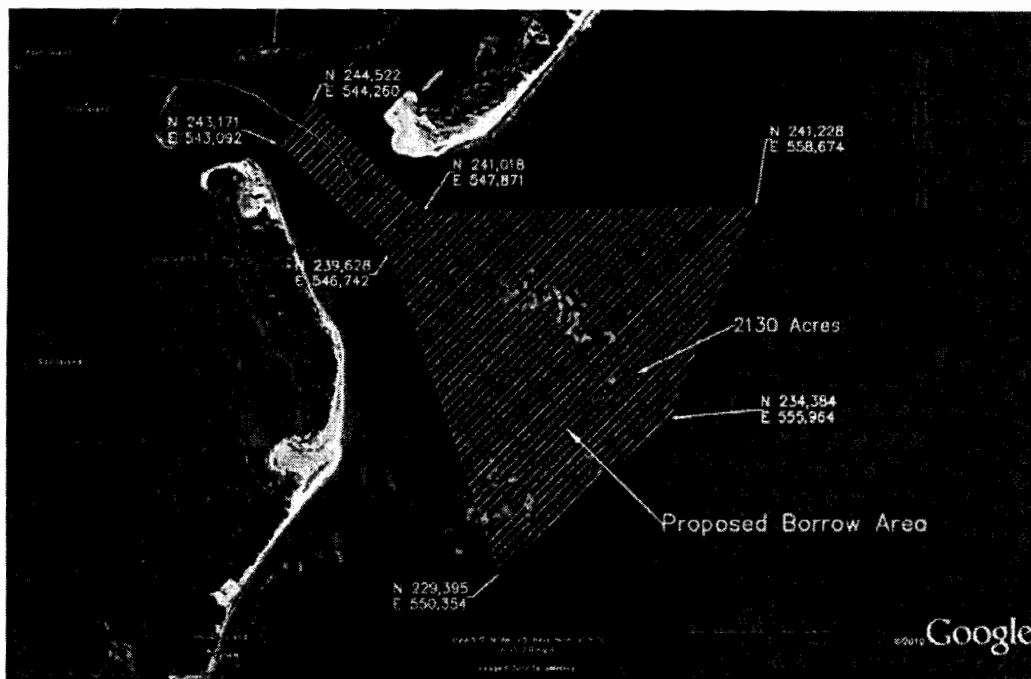 N 244,522
E 544,260
N 243,171
E 543,092
N 241,228
E 558,674
N 241,018
E 547,871
N 239,628
E 546,742
2130 Acres
N 234,384
E 555,964
Proposed Borrow Area
N 229,395
E 550,354
©2010 Google